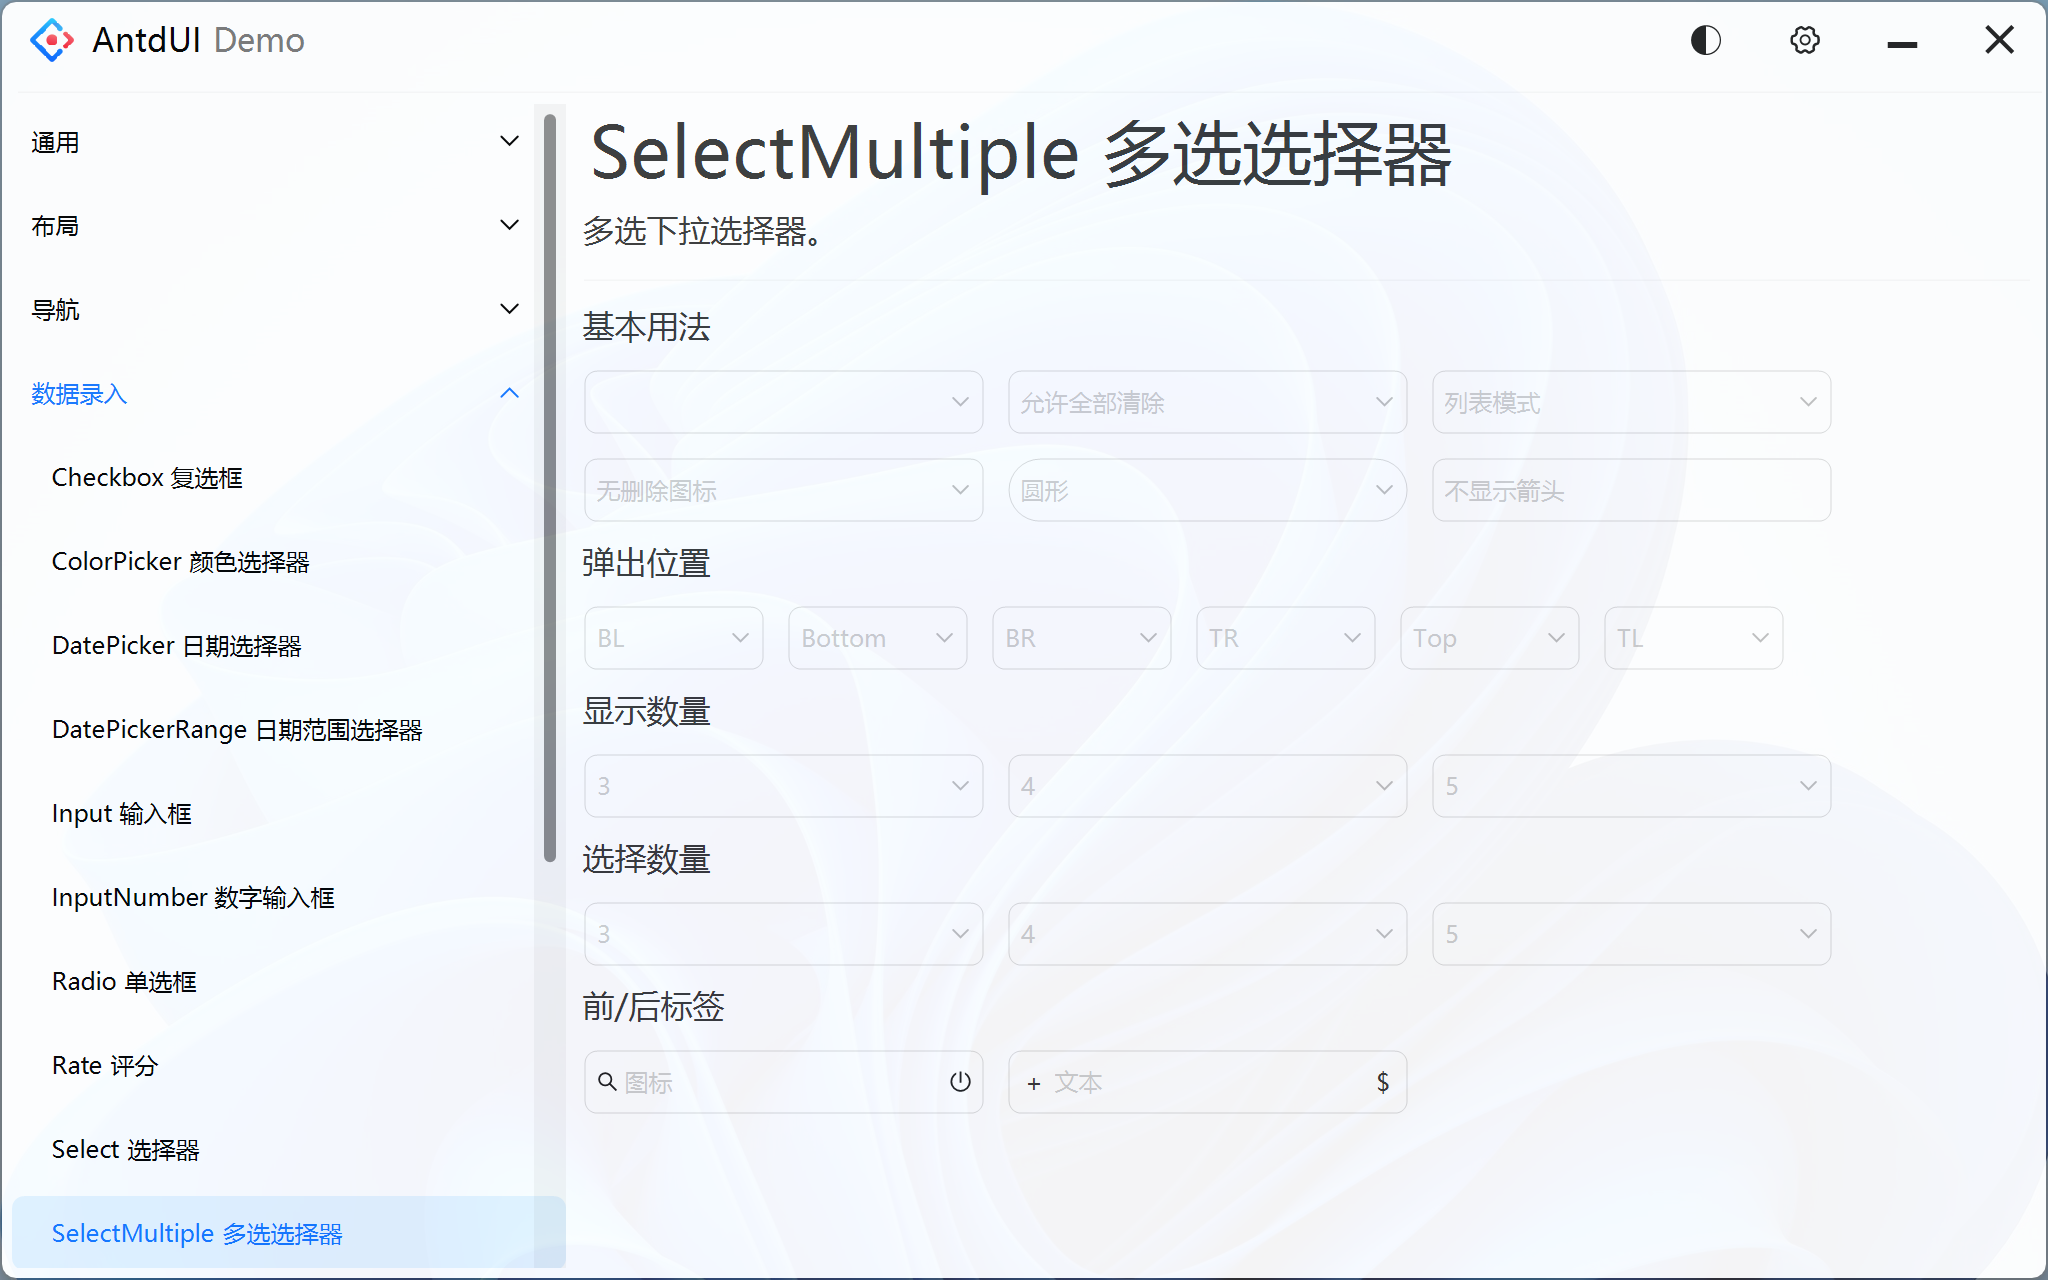 AntdUI Demo
通用
布局
导航
数据录入
Checkbox 复选框
ColorPicker 颜色选择器
DatePicker 日期选择器
DatePickerRange 日期范围选择器
Input 输入框
InputNumber 数字输入框
Radio 单选框
Rate 评分
Select 选择器
SelectMultiple 多选选择器
SelectMultiple 多选选择器
多选下拉选择器。
基本用法
允许全部清除 列表模式
无删除图标 圆形 不显示箭头
弹出位置
BL Bottom BR TR Top TL
显示数量
3 4 5
选择数量
3 4 5
前/后标签
图标 + 文本 $